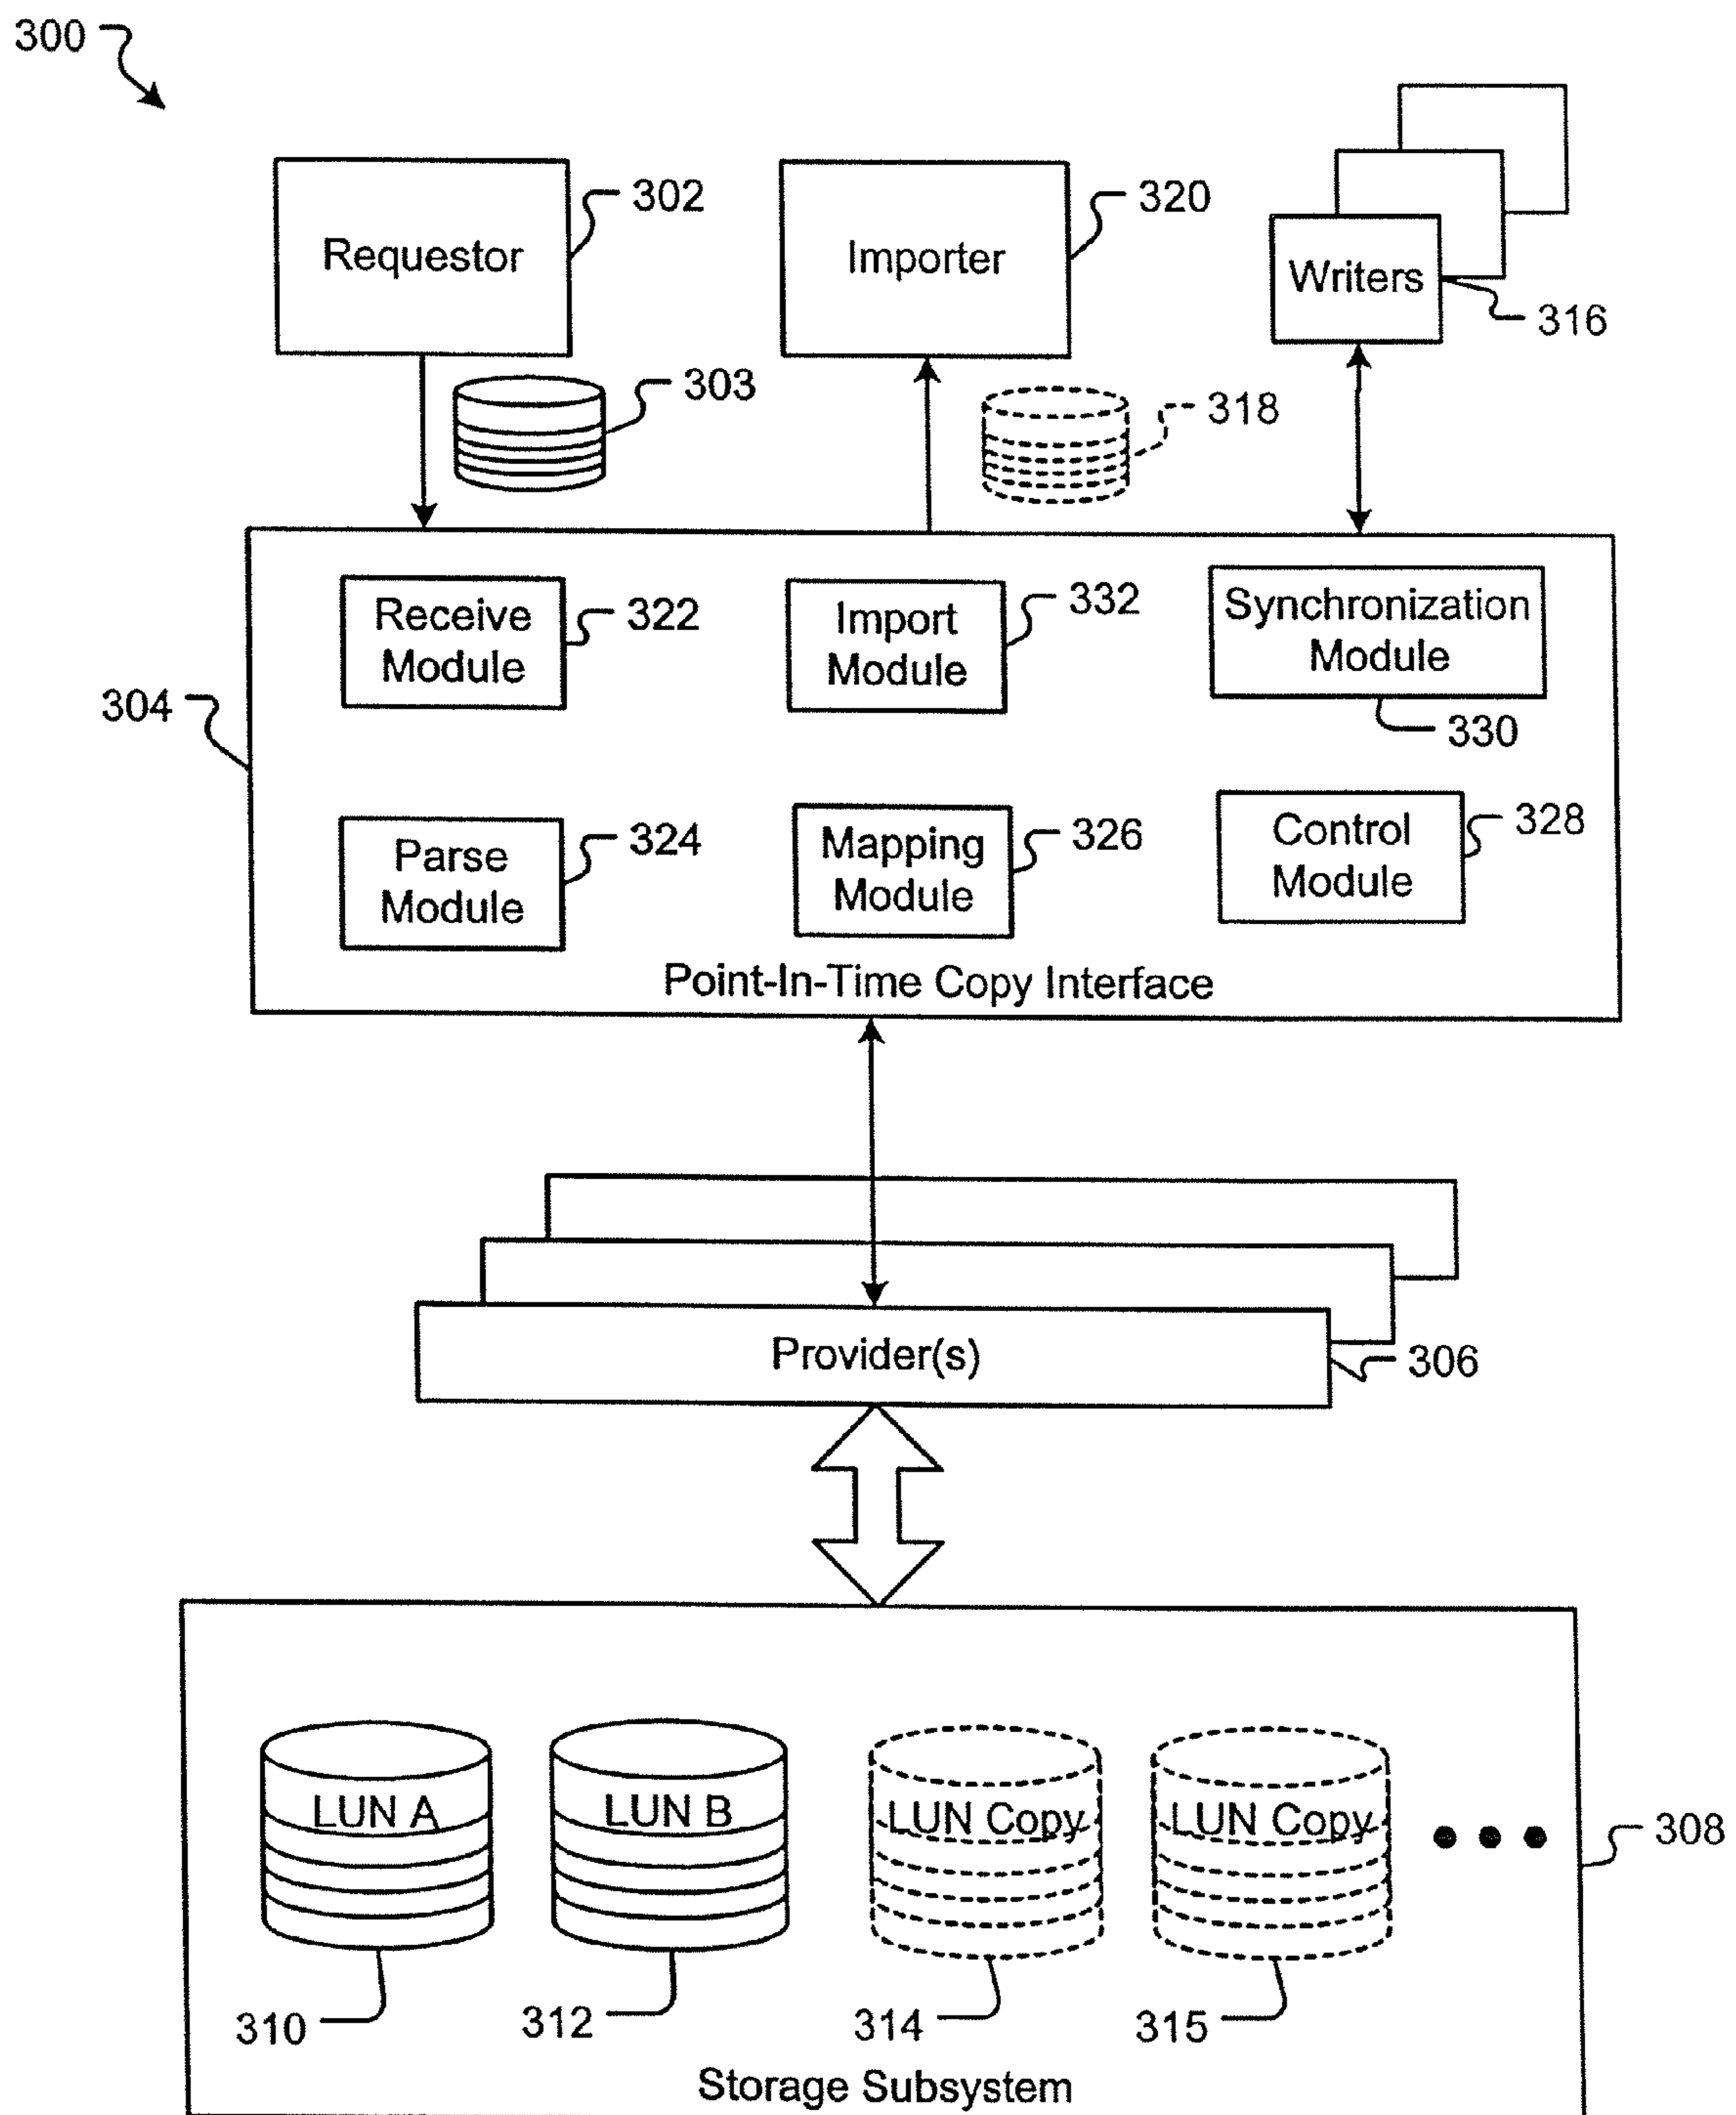 300
302
Requestor
320
Importer
Writers
316
303
318
304
Receive
Module
322
Import
Module
332
Synchronization
Module
330
Parse
Module
324
Mapping
Module
326
Control
Module
328
Point-In-Time Copy Interface
Provider(s)
306
LUN A
LUN B
LUN Copy
LUN Copy
308
310
312
314
315
Storage Subsystem